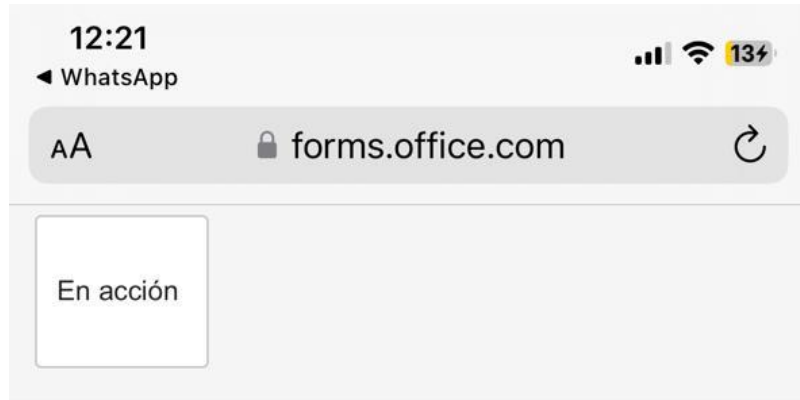 12:21
◀ WhatsApp
13
AA
forms.office.com
En acción